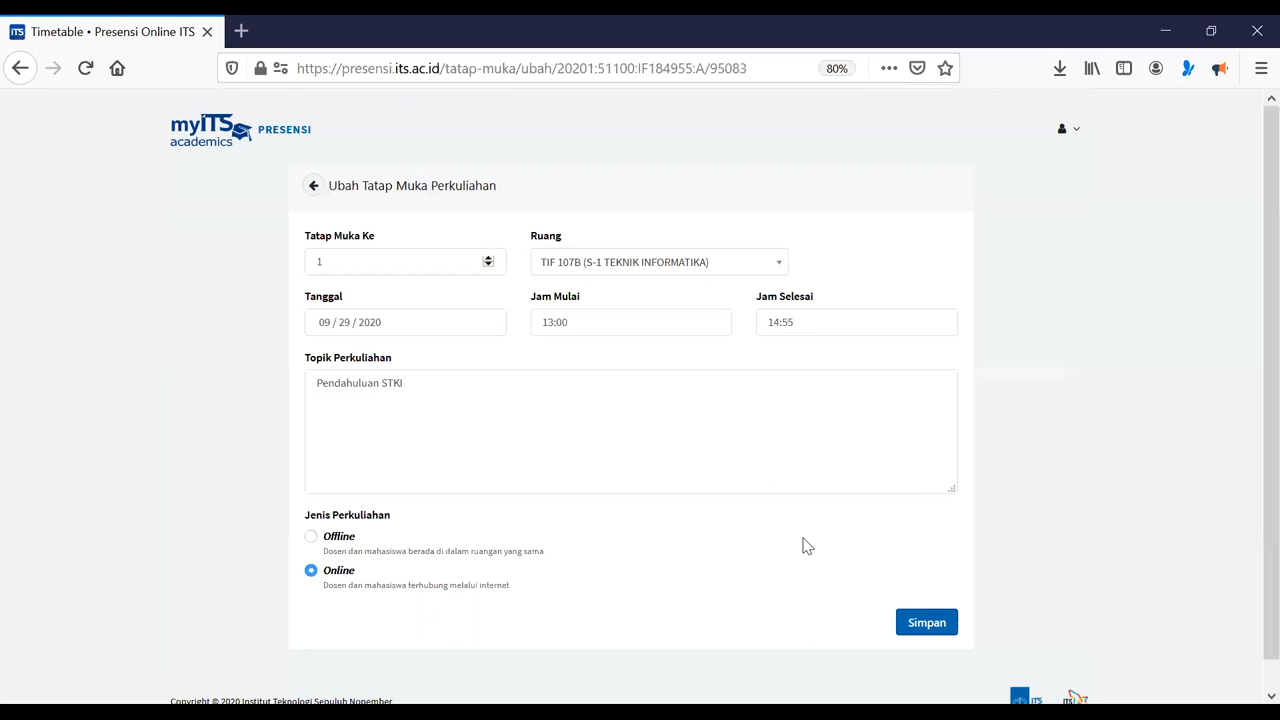 ITS Timetable • Presensi Online ITS
https://presensi.its.ac.id/tatap-muka/ubah/20201:51100:IF184955:A/95083
80%
myITS
academics
PRESENSI
Ubah Tatap Muka Perkuliahan
Tatap Muka Ke
Ruang
1
TIF 107B (S-1 TEKNIK INFORMATIKA)
Tanggal
Jam Mulai
Jam Selesai
09 / 29 / 2020
13:00
14:55
Topik Perkuliahan
Pendahuluan STKI
Jenis Perkuliahan
Offline
Dosen dan mahasiswa berada di dalam ruangan yang sama
Online
Dosen dan mahasiswa terhubung melalui internet
Simpan
Copyright © 2020 Institut Teknologi Sepuluh Nopember
ITS
ITS